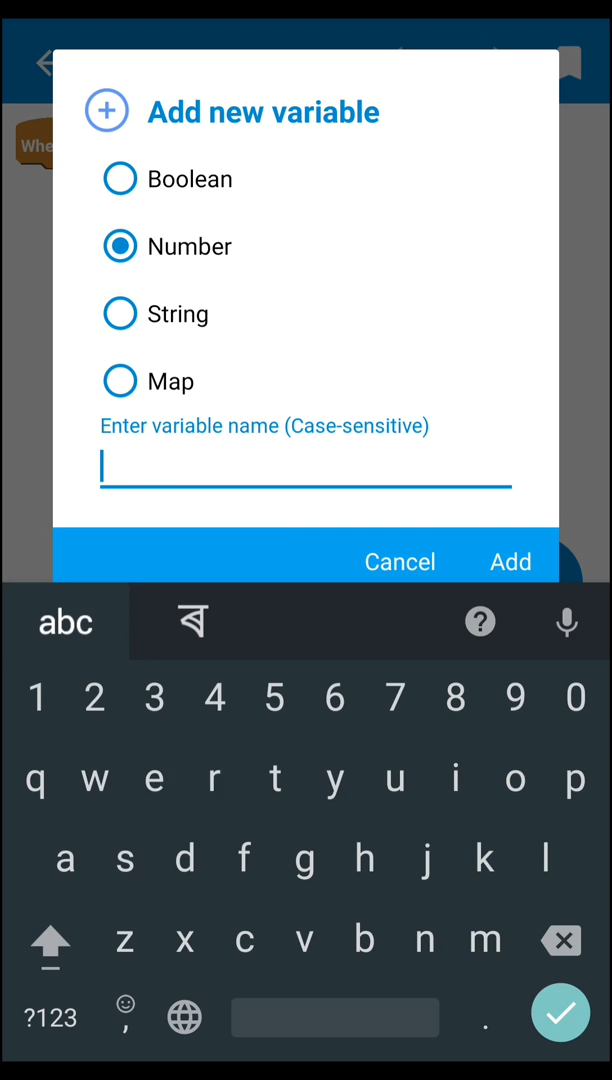 Whe
Add new variable
Boolean
Number
String
Map
Enter variable name (Case-sensitive)
Cancel Add
abc ব ?
1 2 3 4 5 6 7 8 9 0
q w e r t y u i o p
a s d f g h j k l
z x c v b n m
?123 , .